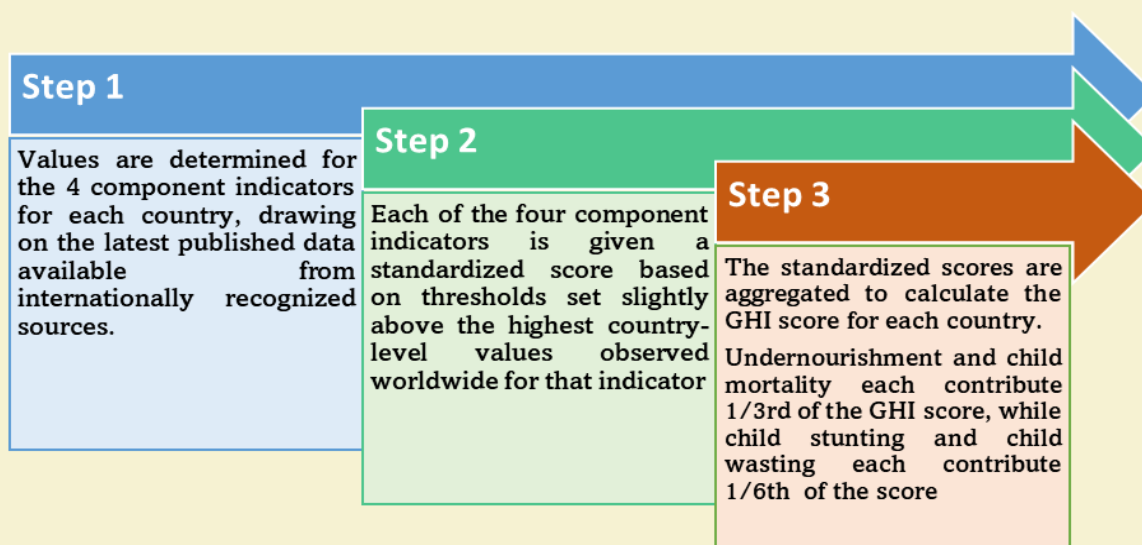 Step 1
Values are determined for
the 4 component indicators
for each country, drawing
on the latest published data
available from
internationally recognized
sources.
Step 2
Each of the four component
indicators is given a
standardized score based
on thresholds set slightly
above the highest country-
level values observed
worldwide for that indicator
Step 3
The standardized scores are
aggregated to calculate the
GHI score for each country.
Undernourishment and child
mortality each contribute
1/3rd of the GHI score, while
child stunting and child
wasting each contribute
1/6th of the score